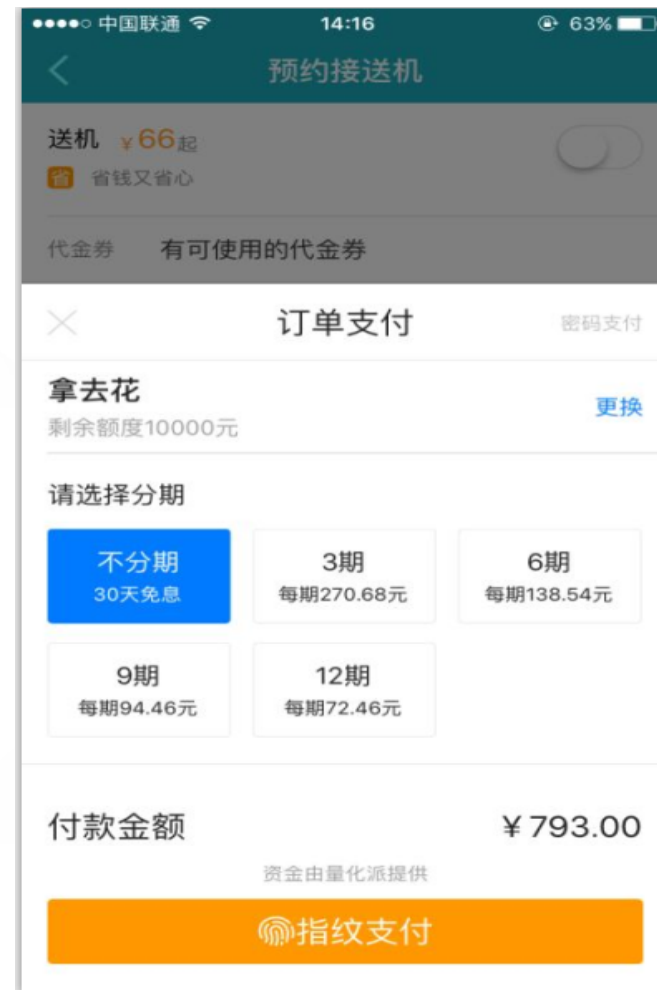 中国联通 14:16 63%
预约接送机
送机 ¥66起
省 省钱又省心
代金券 有可使用的代金券
订单支付 密码支付
拿去花
剩余额度10000元 更换
请选择分期
不分期 3期 6期
30天免息 每期270.68元 每期138.54元
9期 12期
每期94.46元 每期72.46元
付款金额 ¥793.00
资金由量化派提供
指纹支付